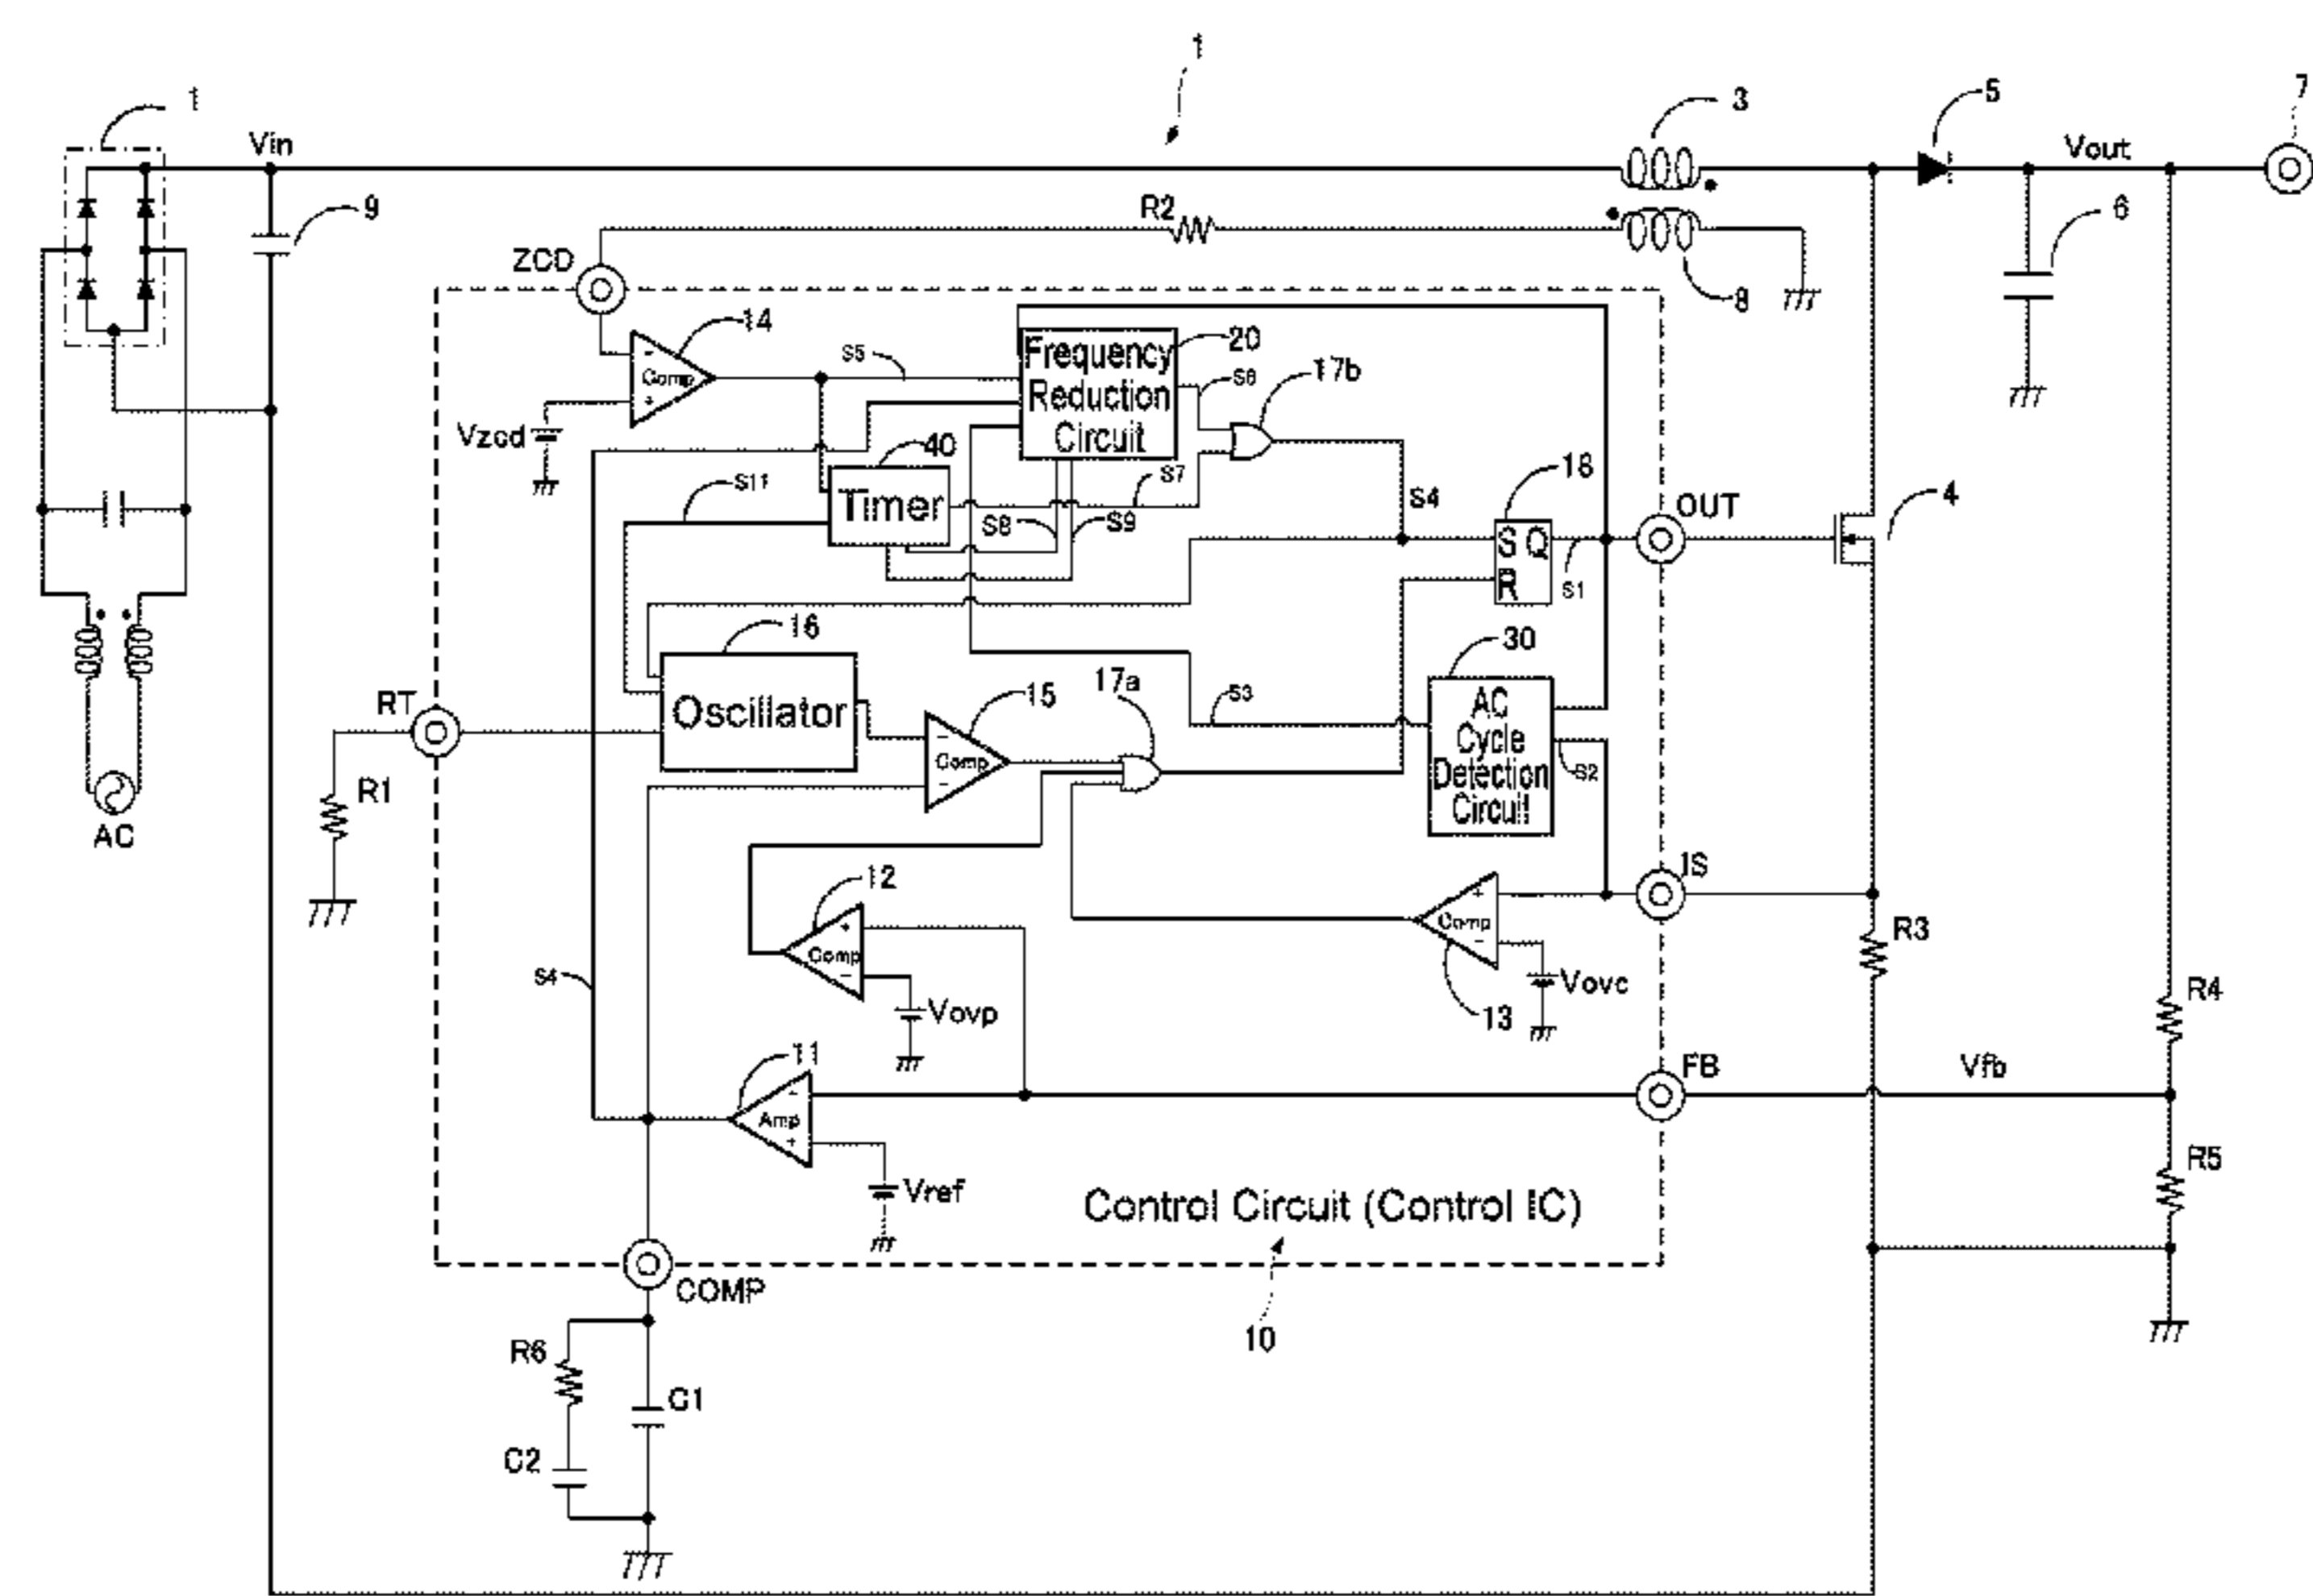 1
1
3
5
7
Vin
Vout
9
R2
6
ZCD
8
14
20
S5
Frequency
Reduction
Circuit
S6
17b
Comp
Vzcd
40
S11
Timer
S7
18
S4
OUT
4
S8
S9
S Q
R
S1
16
30
RT
Oscillator
15
17a
S3
AC
Cycle
Detection
Circuit
S2
Comp
R1
AC
12
IS
Comp
Comp
R3
S4
Vovp
Vovc
13
R4
11
FB
Vfb
Amp
R5
Vref
Control Circuit (Control IC)
COMP
10
R6
C1
C2